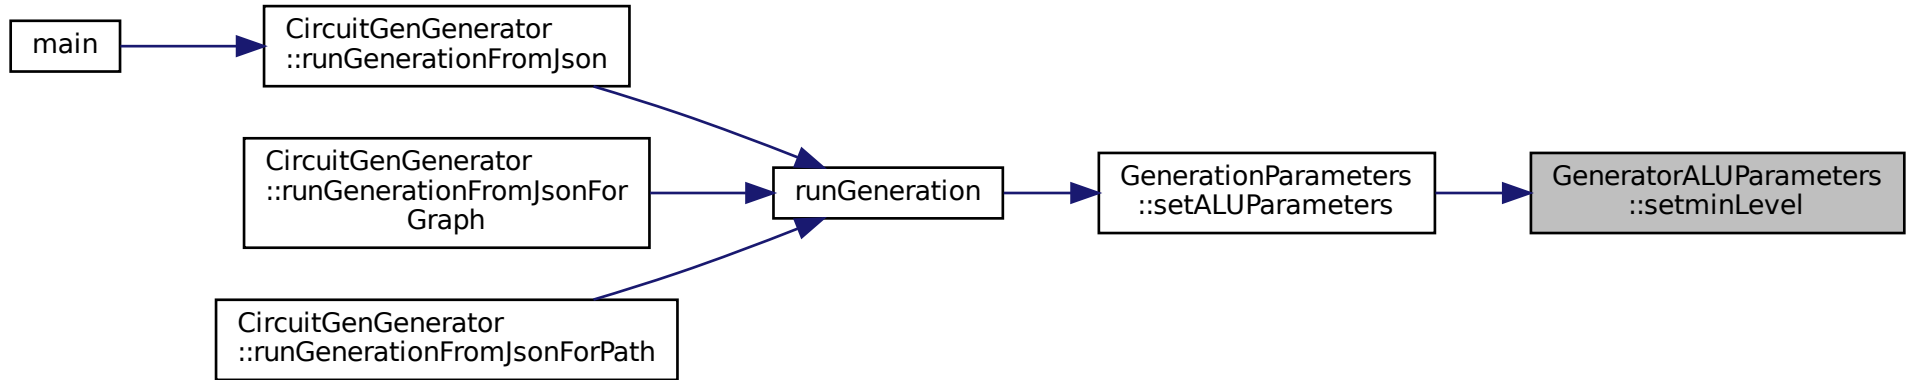 main
CircuitGenGenerator
::runGenerationFromJson
CircuitGenGenerator
::runGenerationFromJsonFor
Graph
CircuitGenGenerator
::runGenerationFromJsonForPath
runGeneration
GenerationParameters
::setALUParameters
GeneratorALUParameters
::setminLevel